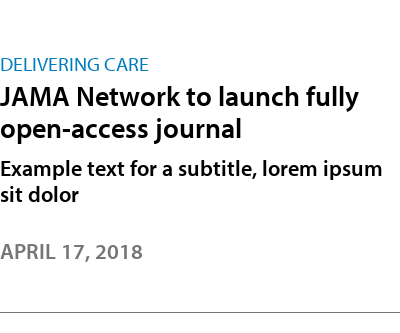 DELIVERING CARE
JAMA Network to launch fully
open-access journal
Example text for a subtitle, lorem ipsum
sit dolor
APRIL 17, 2018